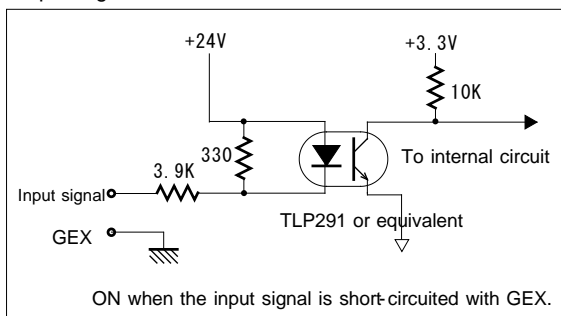 +24V
+3.3V
10K
330
3.9K
To internal circuit
Input signal
TLP291 or equivalent
GEX
ON when the input signal is short-circuited with GEX.